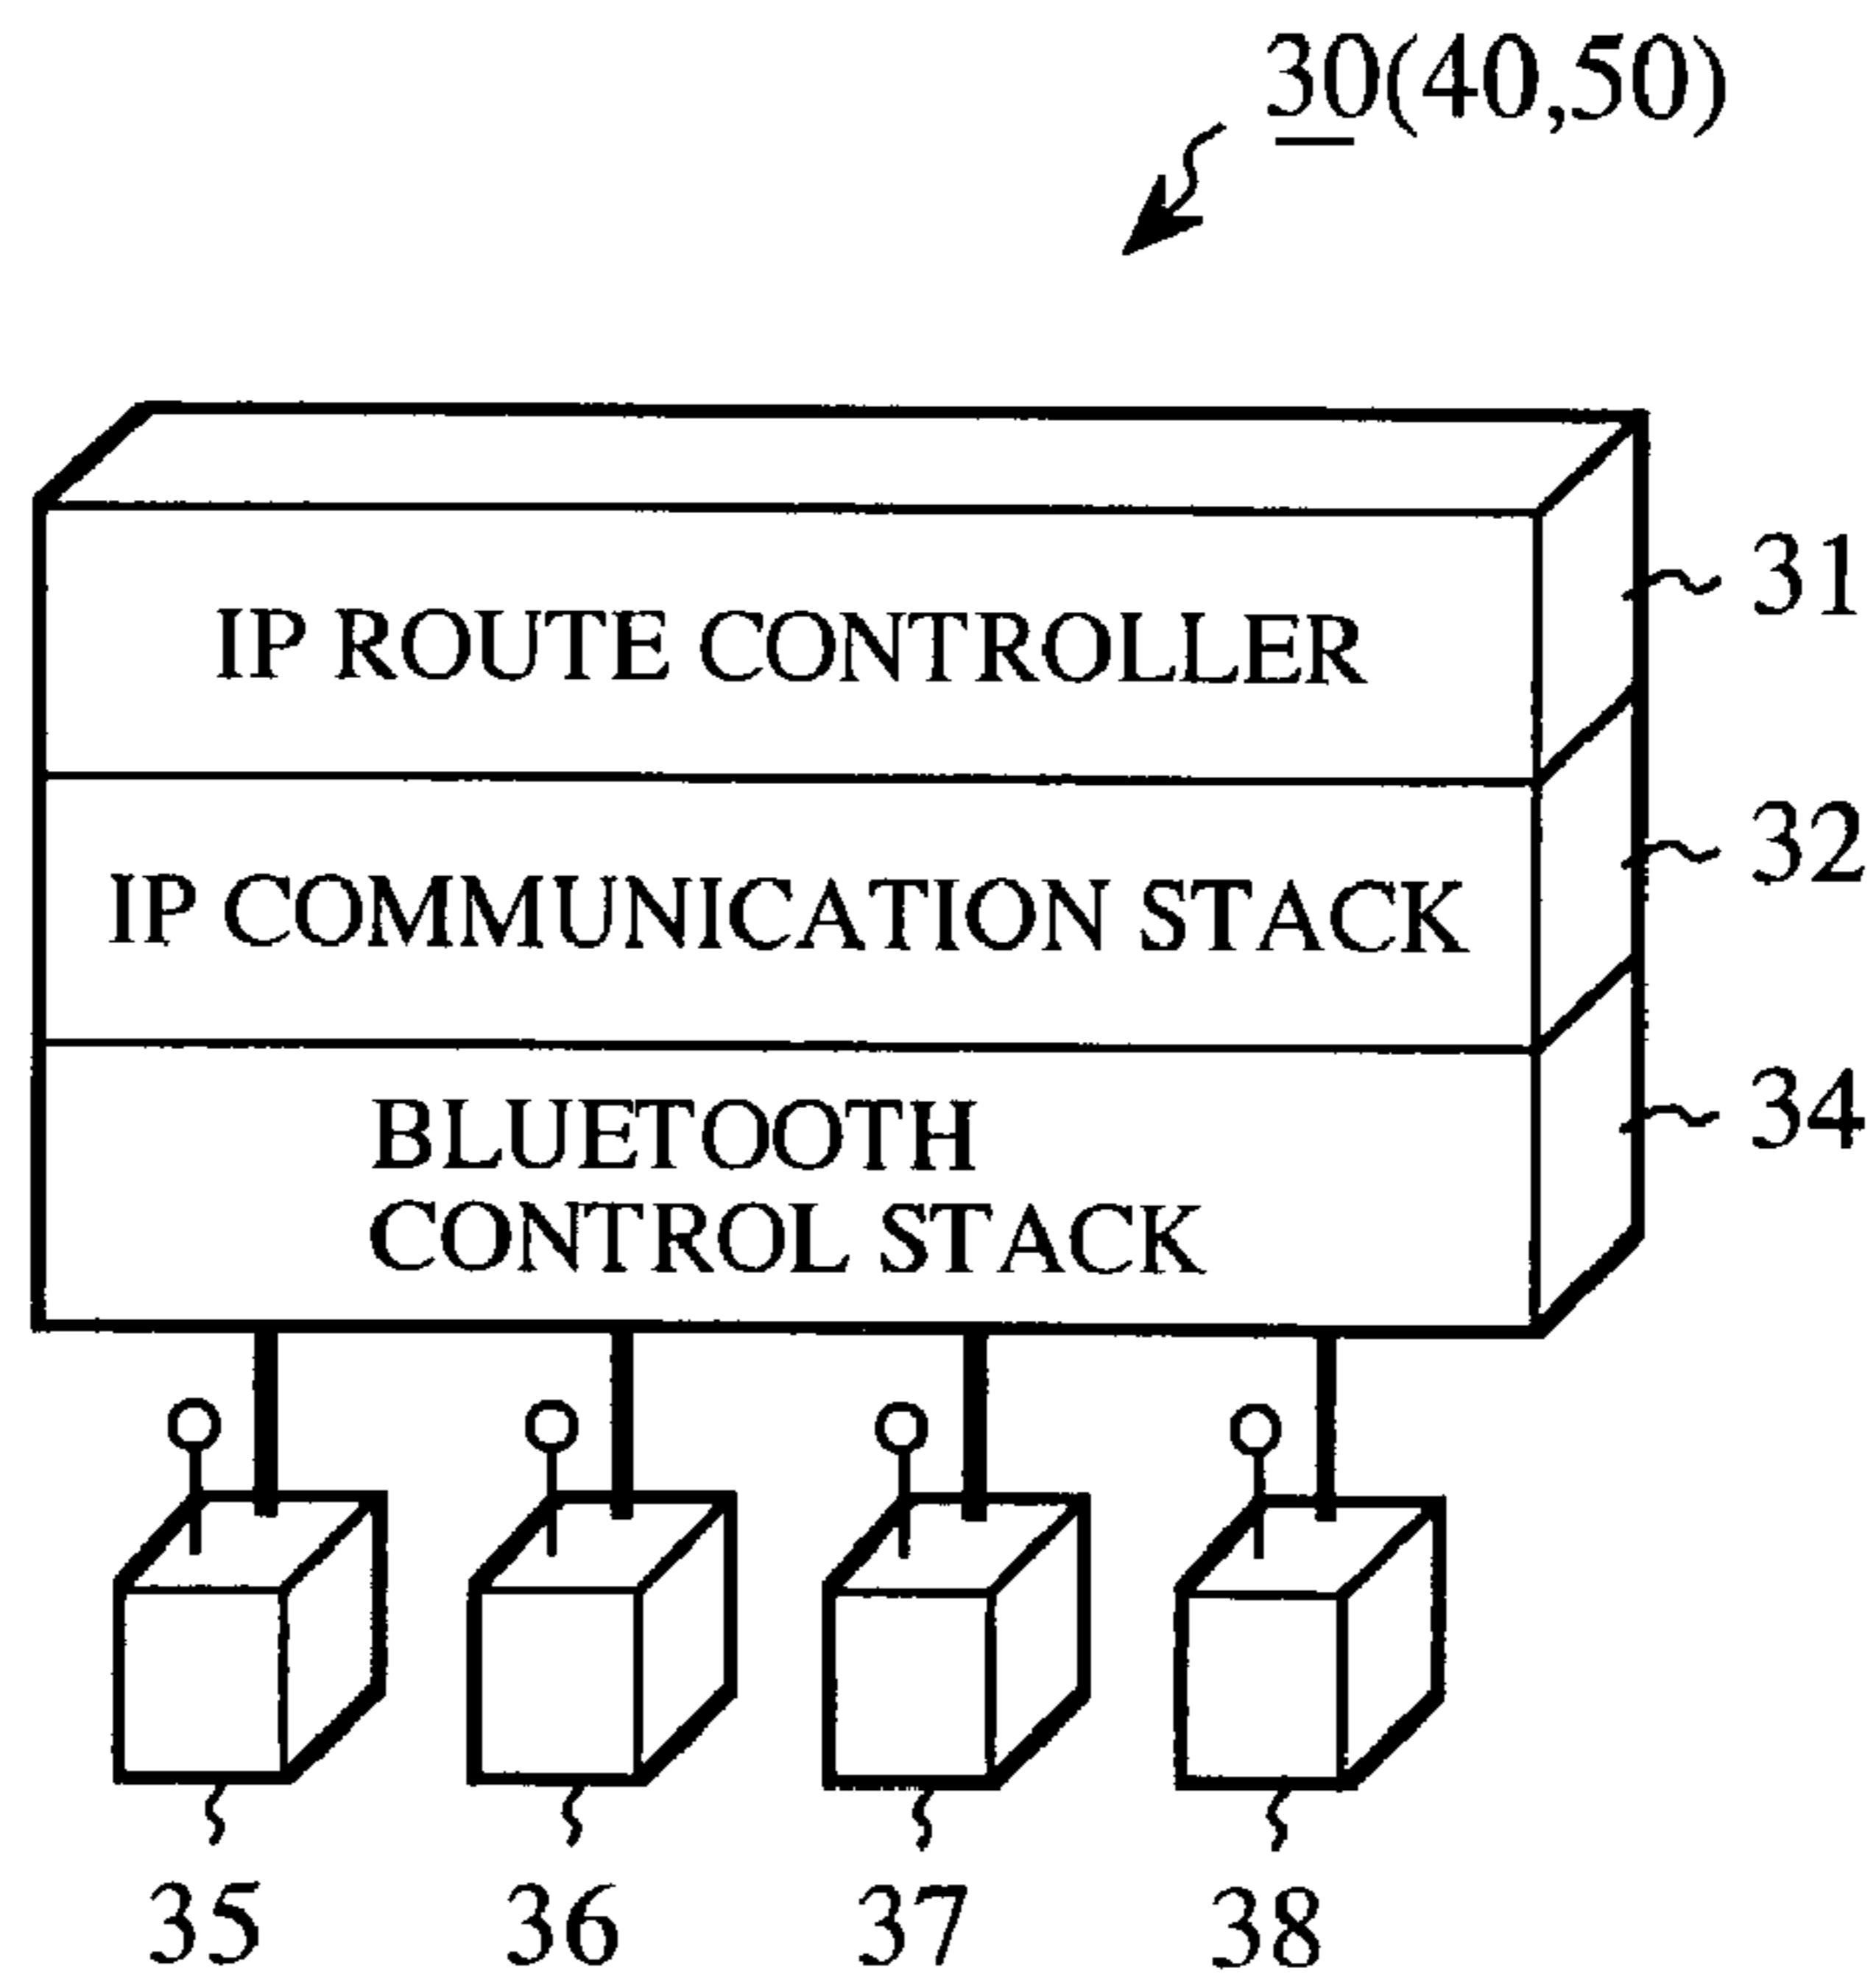 30(40,50)
31
IP ROUTE CONTROLLER
32
IP COMMUNICATION STACK
34
BLUETOOTH
CONTROL STACK
35 36 37 38